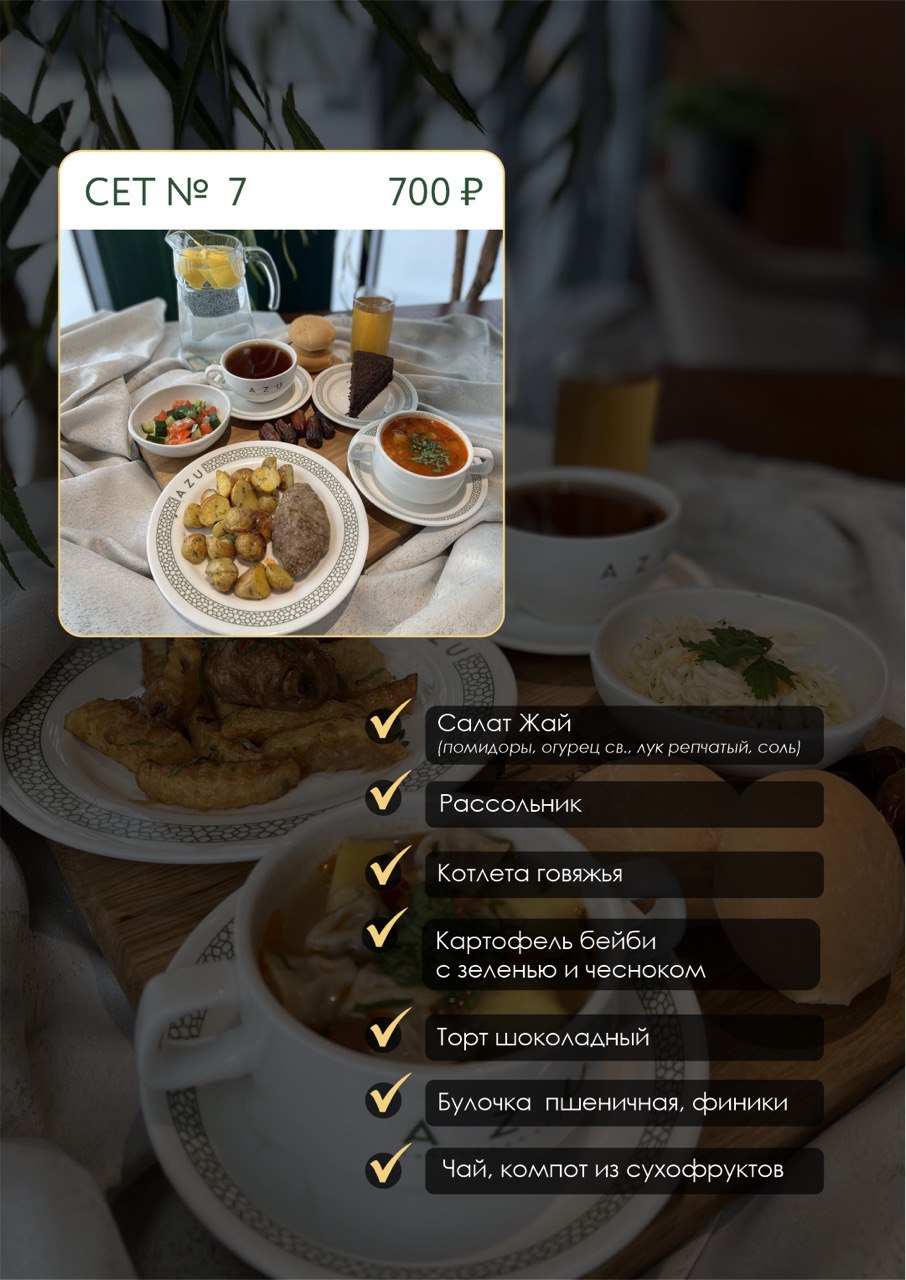 СЕТ № 7 700 ₽
AZU
AZU
Салат Жай
(помидоры, огурец св., лук репчатый, соль)
Рассольник
Котлета говяжья
Картофель бейби
с зеленью и чесноком
Торт шоколадный
Булочка пшеничная, финики
Чай, компот из сухофруктов